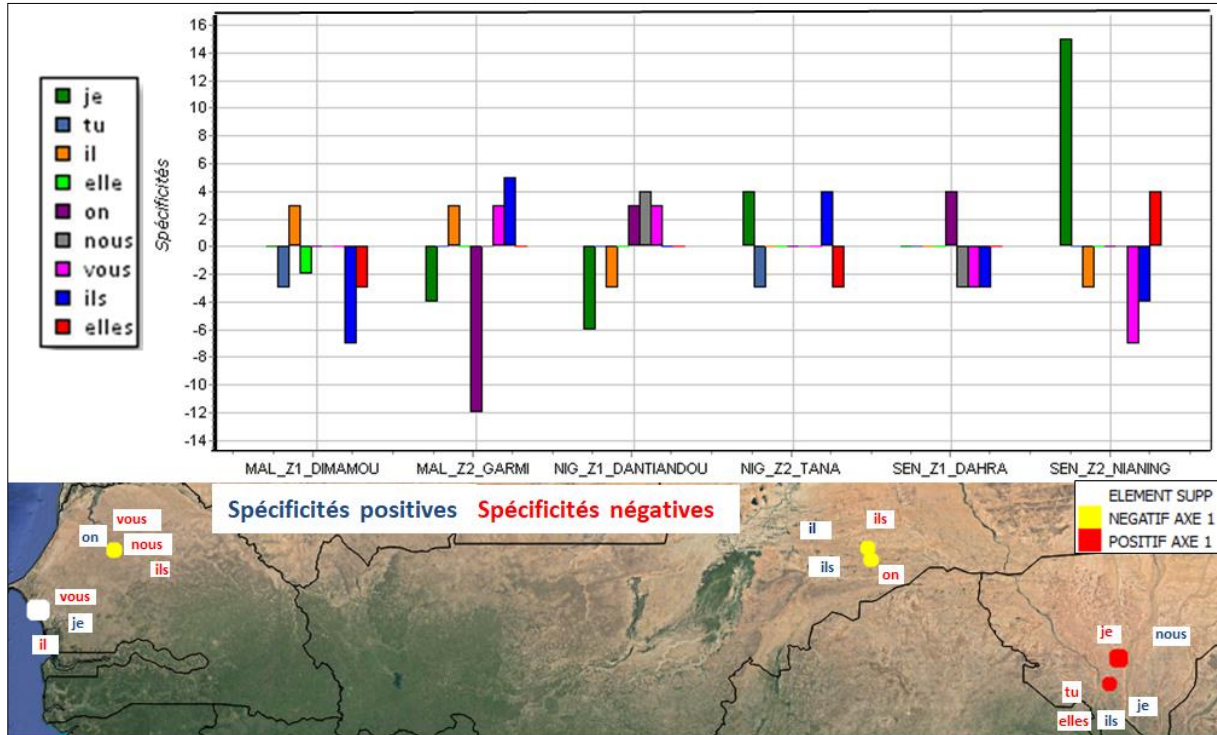 je
tu
il
elle
on
nous
vous
ils
elles
Spécificités
16
14
12
10
8
6
4
2
0
-2
-4
-6
-8
-10
-12
-14
MAL_Z1_DIMAMOU MAL_Z2_GARMI NIG_Z1_DANTIANDOU NIG_Z2_TANA SEN_Z1_DAHRA SEN_Z2_NIANING
Spécificités positives Spécificités négatives
ELEMENT SUPP
NEGATIF AXE 1
POSITIF AXE 1
vous
on
nous
ils
vous
je
il
il
ils
ils
on
je
nous
tu
je
elles
ils